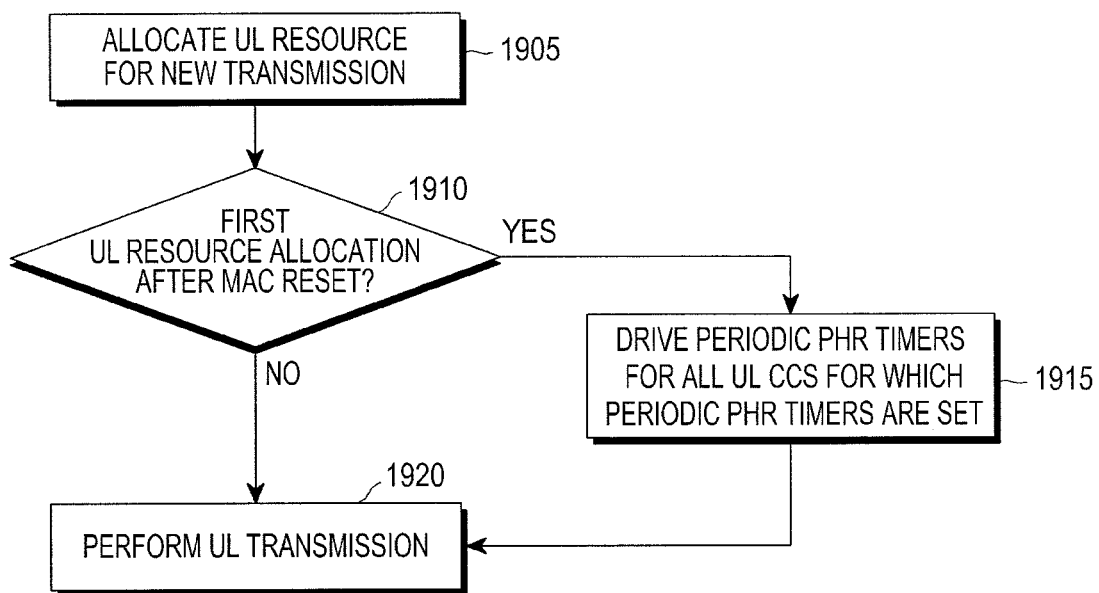 ALLOCATE UL RESOURCE
FOR NEW TRANSMISSION
1905
1910
FIRST
UL RESOURCE ALLOCATION
AFTER MAC RESET?
YES
NO
DRIVE PERIODIC PHR TIMERS
FOR ALL UL CCS FOR WHICH
PERIODIC PHR TIMERS ARE SET
1915
1920
PERFORM UL TRANSMISSION